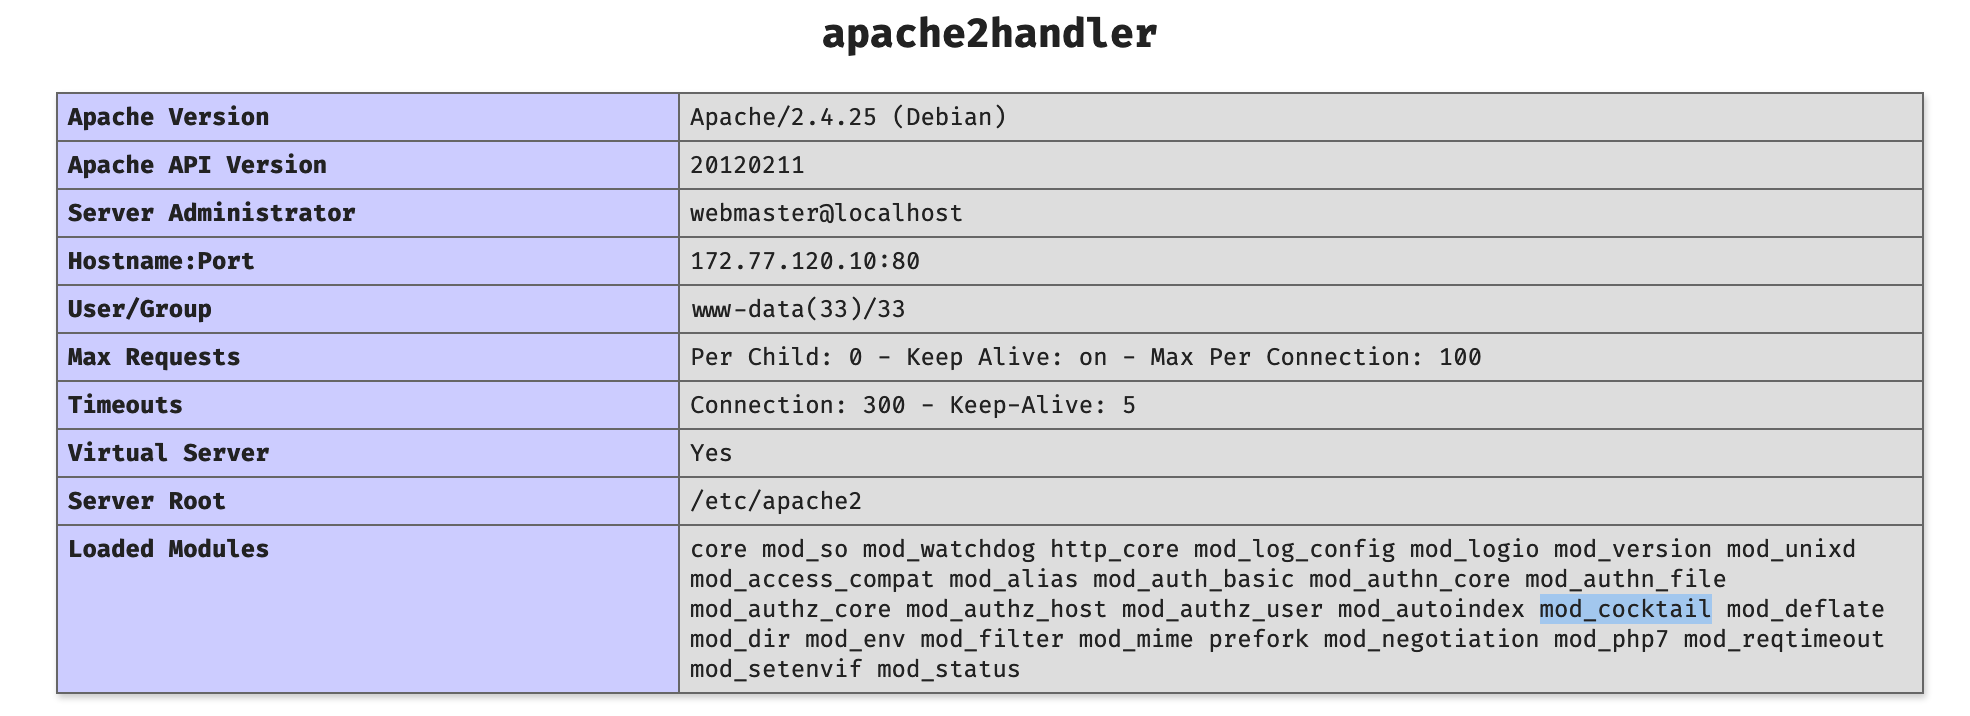 apache2handler
Apache Version Apache/2.4.25 (Debian)
Apache API Version 20120211
Server Administrator webmaster@localhost
Hostname:Port 172.77.120.10:80
User/Group www-data(33)/33
Max Requests Per Child: 0 - Keep Alive: on - Max Per Connection: 100
Timeouts Connection: 300 - Keep-Alive: 5
Virtual Server Yes
Server Root /etc/apache2
Loaded Modules core mod_so mod_watchdog http_core mod_log_config mod_logio mod_version mod_unixd
mod_access_compat mod_alias mod_auth_basic mod_authn_core mod_authn_file
mod_authz_core mod_authz_host mod_authz_user mod_autoindex mod_cocktail mod_deflate
mod_dir mod_env mod_filter mod_mime prefork mod_negotiation mod_php7 mod_reqtimeout
mod_setenvif mod_status